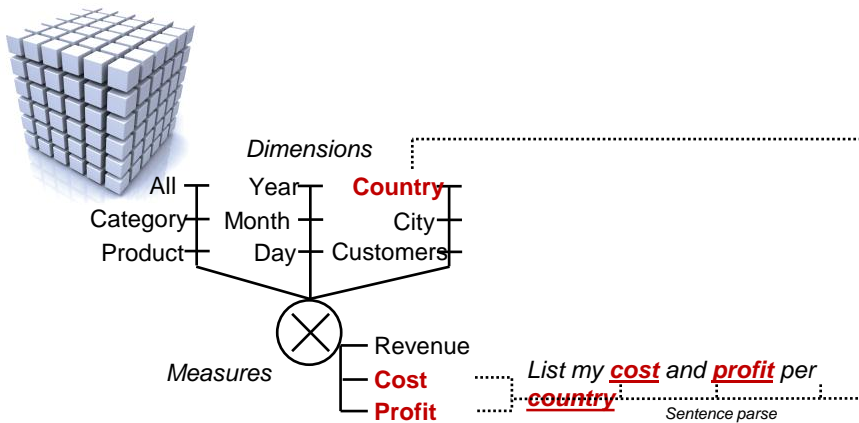 Dimensions
All Year Country
Category Month City
Product Day Customers
Revenue
Measures
Cost
Profit
List my cost and profit per
country
Sentence parse